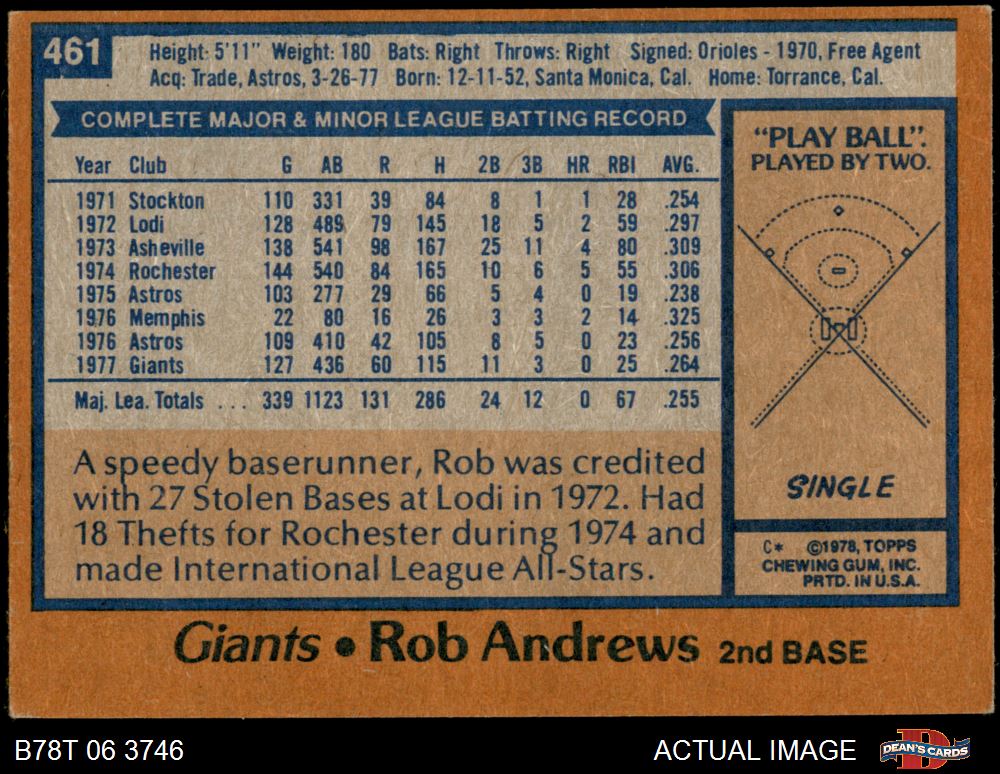 461
Height: 5'11" Weight: 180 Bats: Right Throws: Right Signed: Orioles - 1970, Free Agent
Acq: Trade, Astros, 3-26-77 Born: 12-11-52, Santa Monica, Cal. Home: Torrance, Cal.
COMPLETE MAJOR & MINOR LEAGUE BATTING RECORD
Year Club G AB R H 2B 3B HR RBI AVG.
1971 Stockton 110 331 39 84 8 1 1 28 .254
1972 Lodi 128 489 79 145 18 5 2 59 .297
1973 Asheville 138 541 98 167 25 11 4 80 .309
1974 Rochester 144 540 84 165 10 6 5 55 .306
1975 Astros 103 277 29 66 5 4 0 19 .238
1976 Memphis 22 80 16 26 3 3 2 14 .325
1976 Astros 109 410 42 105 8 5 0 23 .256
1977 Giants 127 436 60 115 11 3 0 25 .264
Maj. Lea. Totals ... 339 1123 131 286 24 12 0 67 .255
A speedy baserunner, Rob was credited
with 27 Stolen Bases at Lodi in 1972. Had
18 Thefts for Rochester during 1974 and
made International League All-Stars.
"PLAY BALL".
PLAYED BY TWO.
SINGLE
C* ©1978, TOPPS
CHEWING GUM, INC.
PRTD. IN U.S.A.
Giants • Rob Andrews 2nd BASE
B78T 06 3746 ACTUAL IMAGE
D
DEAN'S CARDS